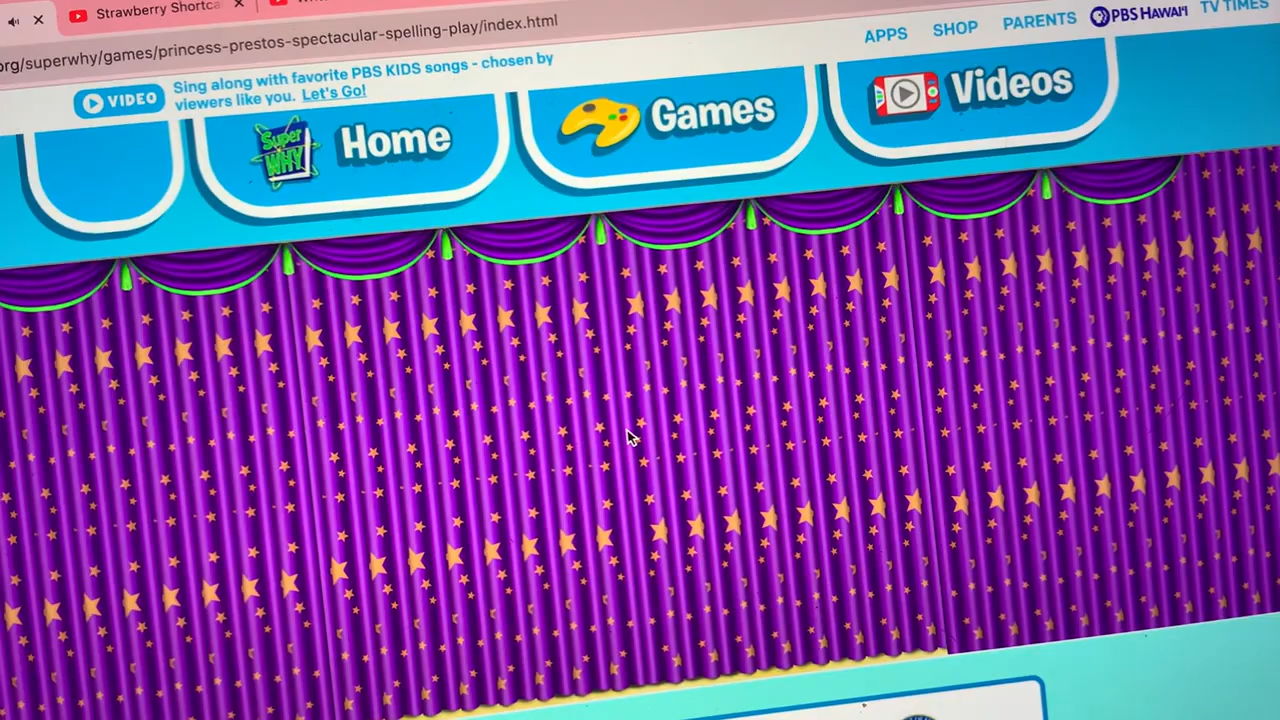 Strawberry Shortca
org/superwhy/games/princess-prestos-spectacular-spelling-play/index.html
APPS SHOP PARENTS PBS HAWAI'I TV TIMES
VIDEO
Sing along with favorite PBS KIDS songs - chosen by
viewers like you. Let's Go!
Super
WHY
Home
Games
Videos